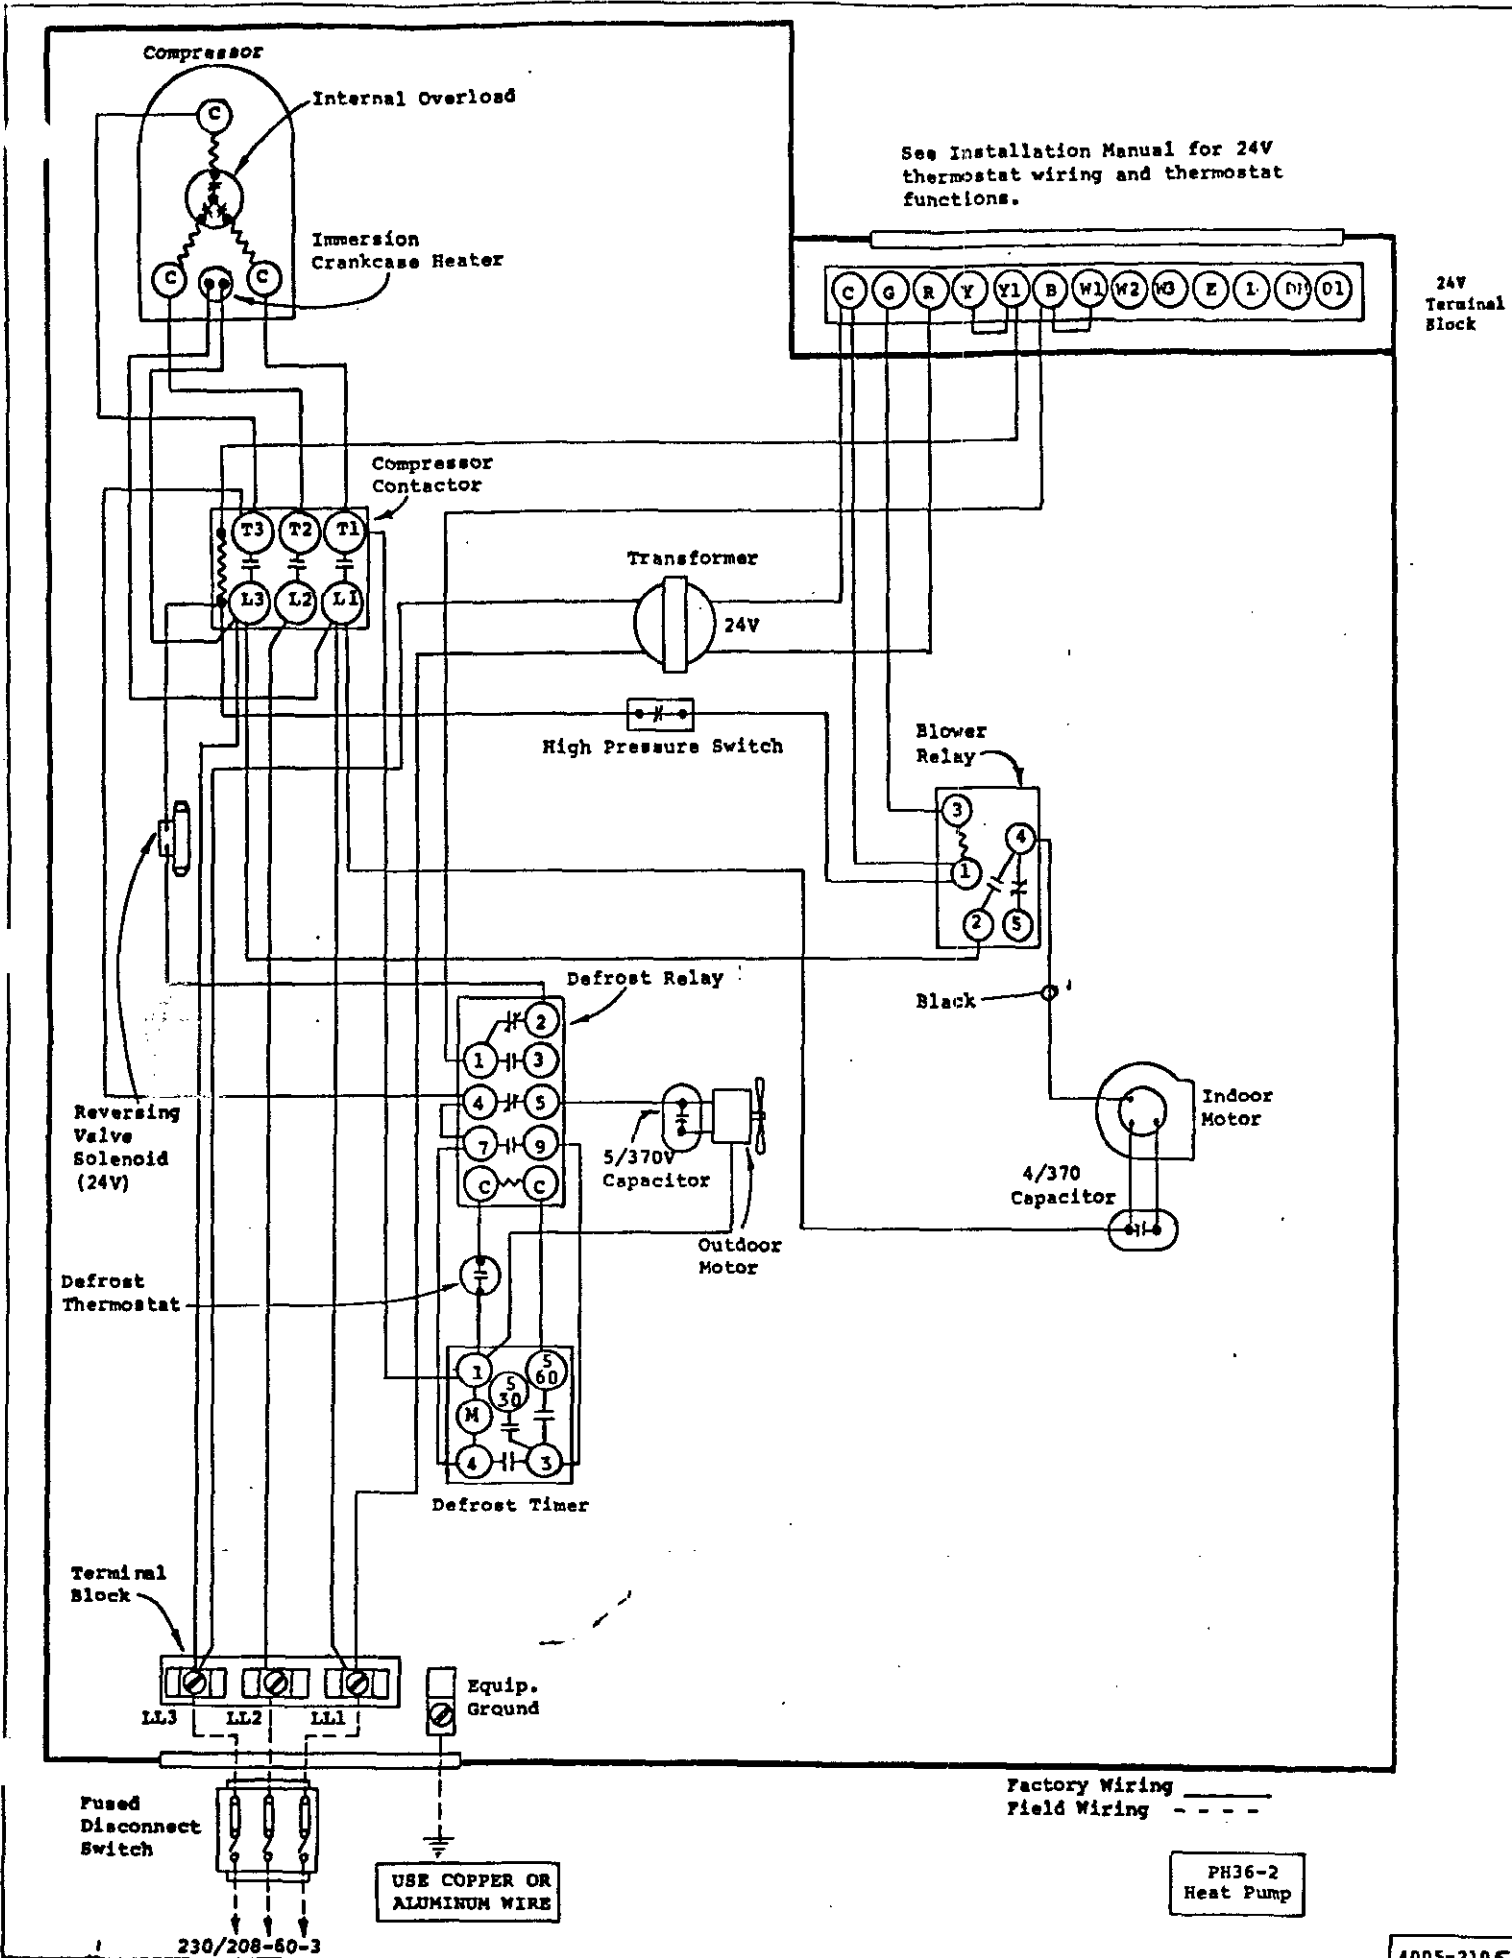 Compressor
C
Internal Overload
See Installation Manual for 24V
thermostat wiring and thermostat
functions.
Immersion
Crankcase Heater
C
C
C G R Y Y1 B W1 W2 W3 E L D1
24V
Terminal
Block
Compressor
Contactor
T3 T2 T1
L3 L2 L1
Transformer
24V
High Pressure Switch
Blower
Relay
3
4
1
2 5
Defrost Relay
Black
2
1 3
4 5
7 9
C C
Reversing
Valve
Solenoid
(24V)
5/370V
Capacitor
Indoor
Motor
4/370
Capacitor
Outdoor
Motor
Defrost
Thermostat
1
5
30
5
60
M
4 3
Defrost Timer
Terminal
Block
Equip.
Ground
LL3 LL2 LL1
Factory Wiring
Field Wiring
Fused
Disconnect
Switch
USE COPPER OR
ALUMINUM WIRE
PH36-2
Heat Pump
230/208-60-3